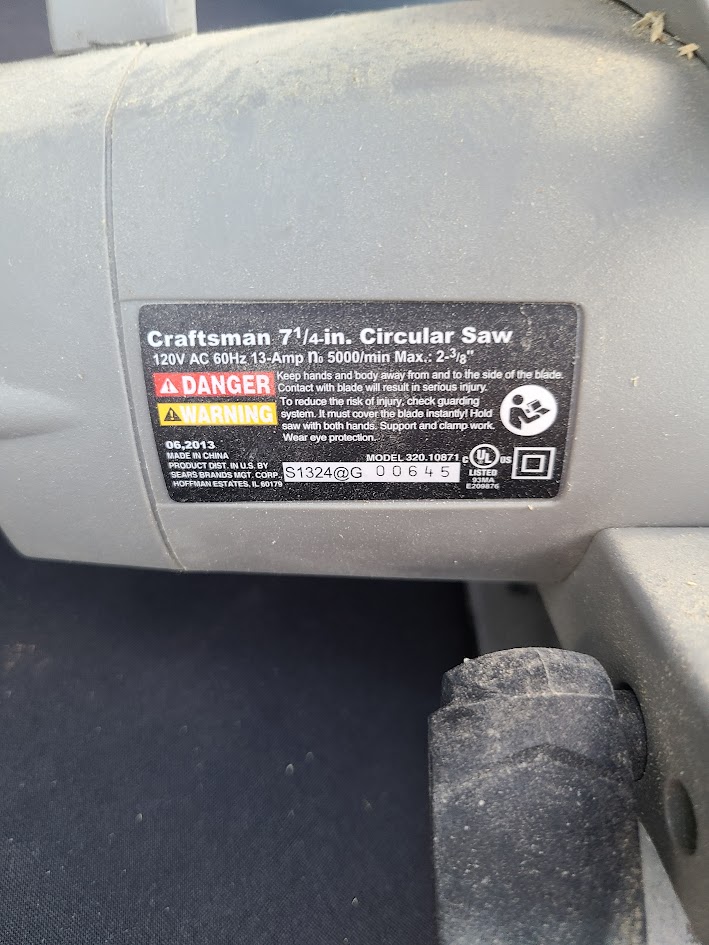 Craftsman 7 1/4-in. Circular Saw
120V AC 60Hz 13-Amp n₀ 5000/min Max.: 2-3/8"
DANGER
Keep hands and body away from and to the side of the blade.
Contact with blade will result in serious injury.
WARNING
To reduce the risk of injury, check guarding
system. It must cover the blade instantly! Hold
saw with both hands. Support and clamp work.
Wear eye protection.
06,2013
MADE IN CHINA
PRODUCT DIST. IN U.S. BY
SEARS BRANDS MGT. CORP.,
HOFFMAN ESTATES, IL 60179
MODEL 320.10871
S1324@G 00645
c UL US
LISTED
93MA
E209876